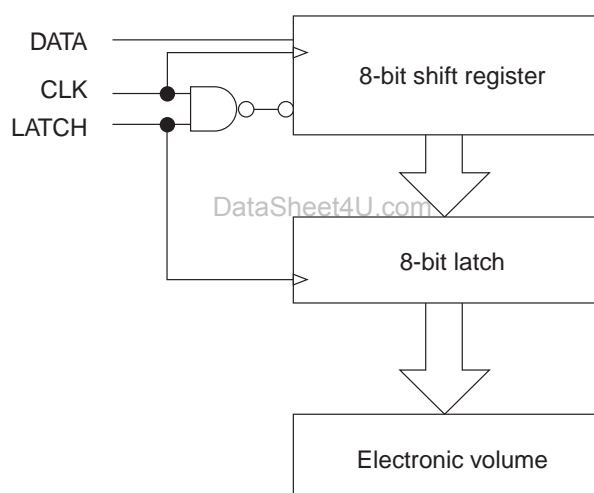 DATA
8-bit shift register
CLK
LATCH
DataSheet4U.com
8-bit latch
Electronic volume